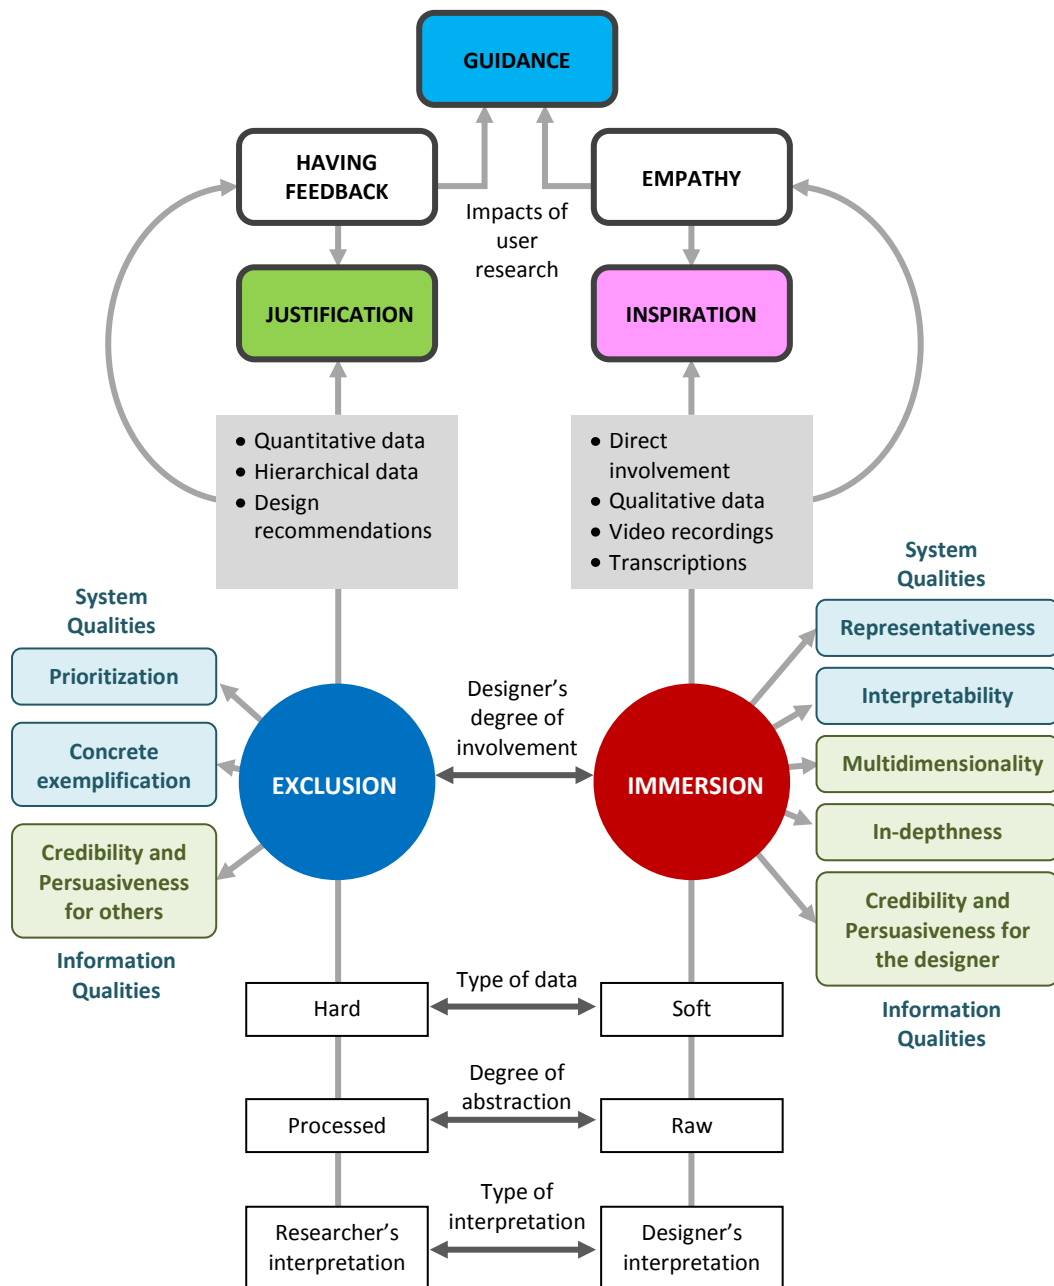 GUIDANCE
HAVING
FEEDBACK
EMPATHY
Impacts of
user
research
JUSTIFICATION
INSPIRATION
• Quantitative data
• Hierarchical data
• Design
recommendations
• Direct
involvement
• Qualitative data
• Video recordings
• Transcriptions
System
Qualities
Prioritization
Concrete
exemplification
Credibility and
Persuasiveness
for others
Information
Qualities
EXCLUSION
Designer’s
degree of
involvement
IMMERSION
System
Qualities
Representativeness
Interpretability
Multidimensionality
In-depthness
Credibility and
Persuasiveness for
the designer
Information
Qualities
Hard
Type of data
Soft
Processed
Degree of
abstraction
Raw
Researcher’s
interpretation
Type of
interpretation
Designer’s
interpretation